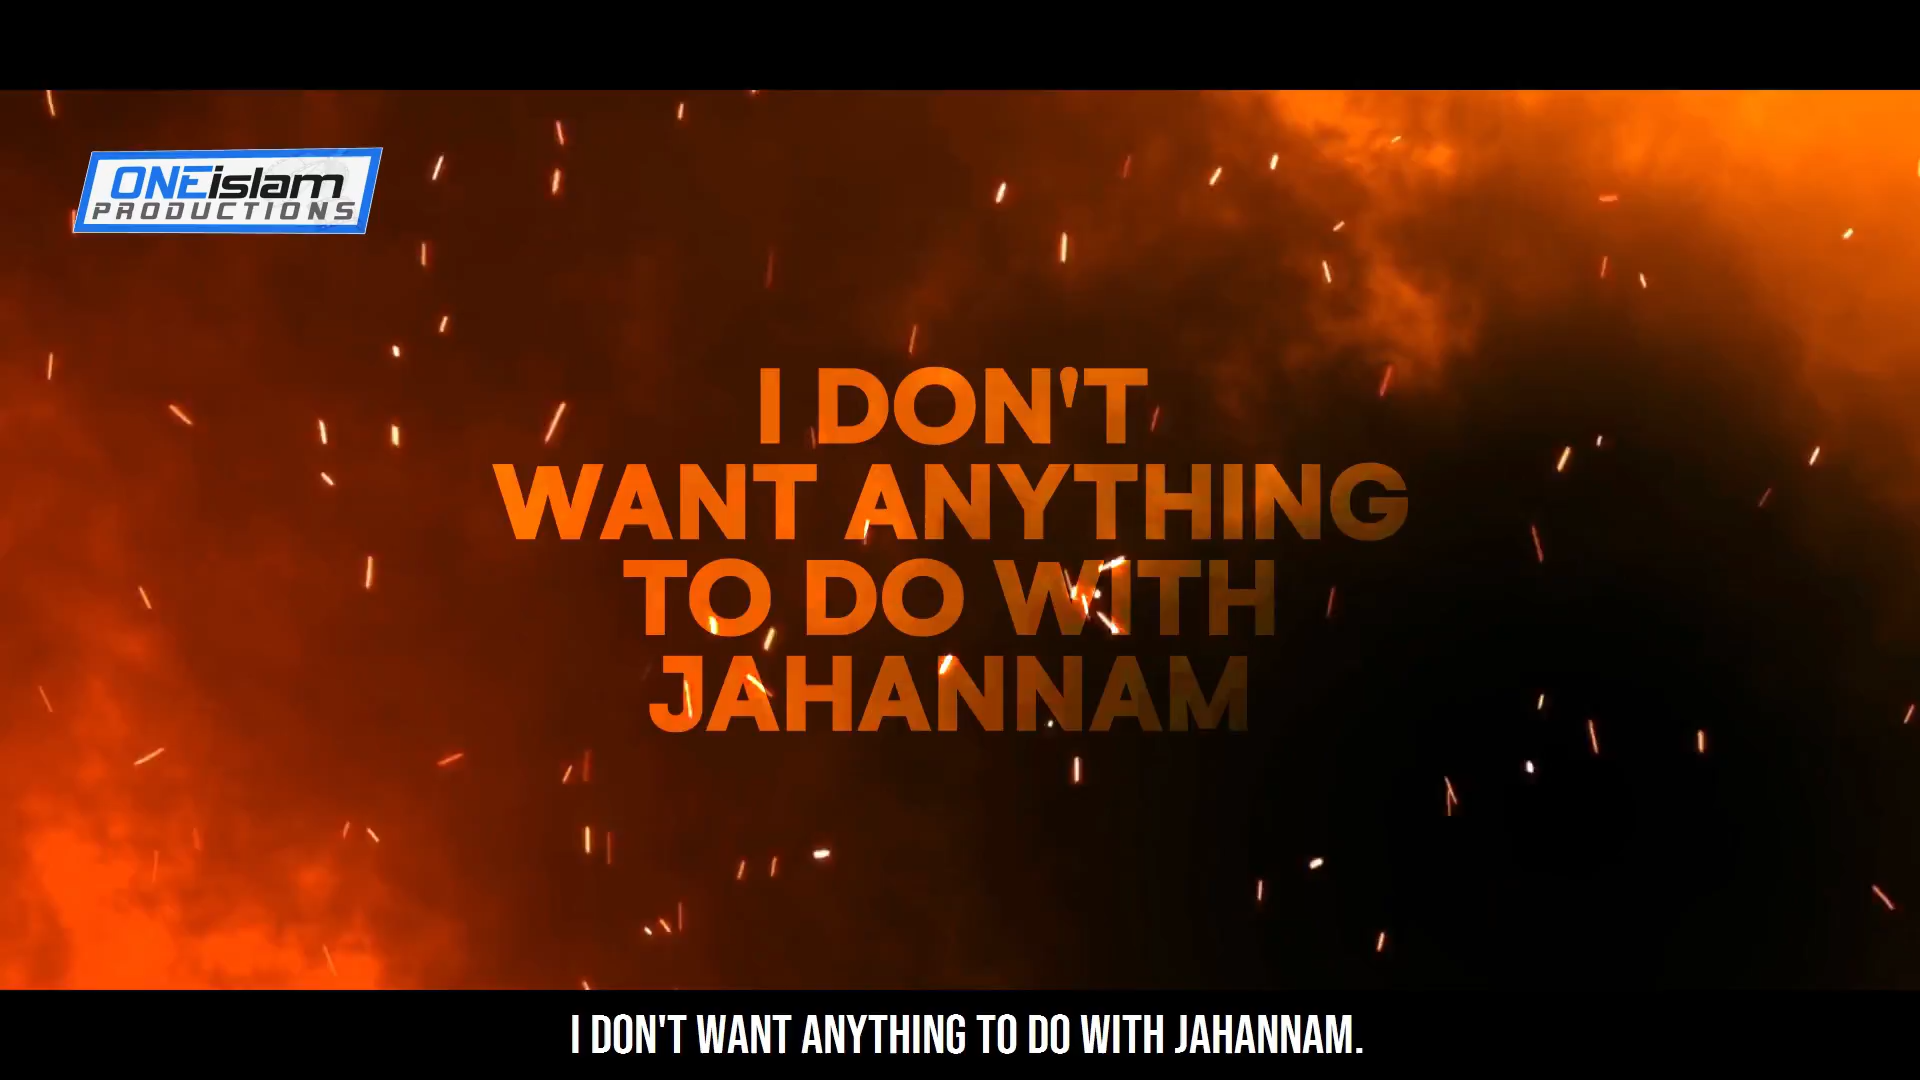 ONEislam
PRODUCTIONS
I DON'T
WANT ANYTHING
TO DO WITH
JAHANNAM
I DON'T WANT ANYTHING TO DO WITH JAHANNAM.